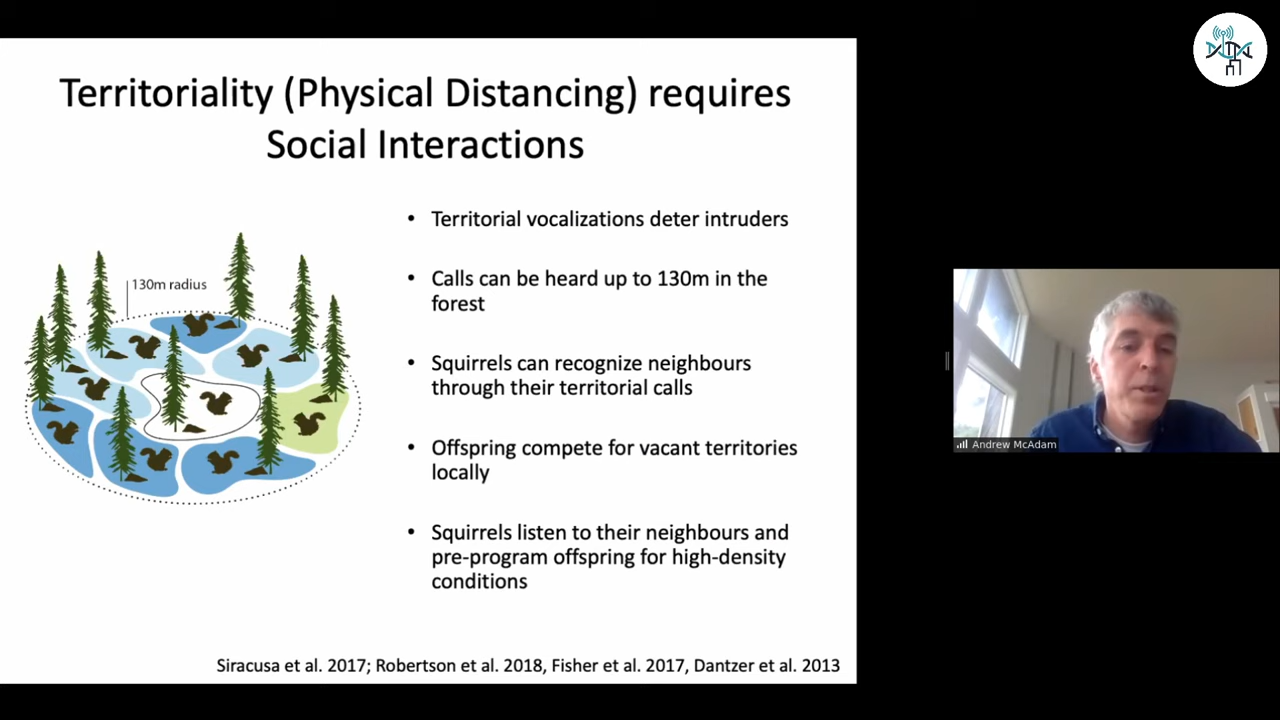 Territoriality (Physical Distancing) requires
Social Interactions
130m radius
• Territorial vocalizations deter intruders
• Calls can be heard up to 130m in the
forest
• Squirrels can recognize neighbours
through their territorial calls
• Offspring compete for vacant territories
locally
• Squirrels listen to their neighbours and
pre-program offspring for high-density
conditions
Siracusa et al. 2017; Robertson et al. 2018, Fisher et al. 2017, Dantzer et al. 2013
Andrew McAdam